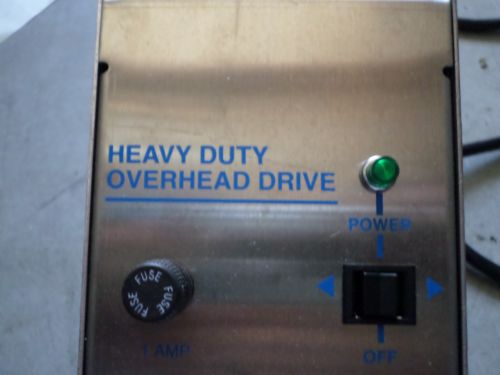 HEAVY DUTY
OVERHEAD DRIVE
POWER
FUSE FUSE FUSE
1 AMP
OFF